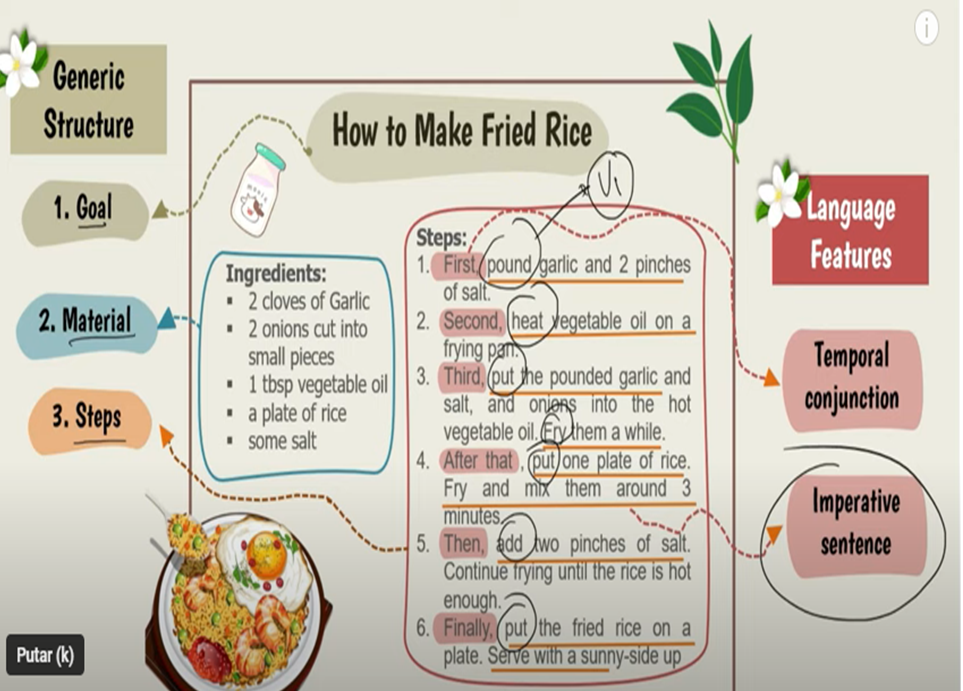 Generic
Structure
1. Goal
2. Material
3. Steps
How to Make Fried Rice
V1
Ingredients:
▪ 2 cloves of Garlic
▪ 2 onions cut into
small pieces
▪ 1 tbsp vegetable oil
▪ a plate of rice
▪ some salt
Steps:
1. First, pound garlic and 2 pinches
of salt.
2. Second, heat vegetable oil on a
frying pan.
3. Third, put the pounded garlic and
salt, and onions into the hot
vegetable oil. Fry them a while.
4. After that , put one plate of rice.
Fry and mix them around 3
minutes.
5. Then, add two pinches of salt.
Continue frying until the rice is hot
enough.
6. Finally, put the fried rice on a
plate. Serve with a sunny-side up
Language
Features
Temporal
conjunction
Imperative
sentence
Putar (k)